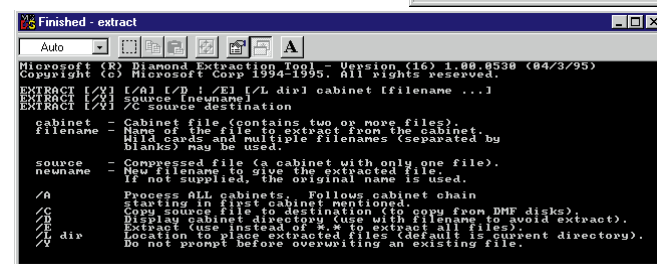 Finished - extract
Auto
A
Microsoft (R) Diamond Extraction Tool - Version (16) 1.00.0530 (04/3/95)
Copyright (c) Microsoft Corp 1994-1995. All rights reserved.
EXTRACT [/Y] [/A] [/D ¦ /E] [/L dir] cabinet [filename ...]
EXTRACT [/Y] source [newname]
EXTRACT [/Y] /C source destination
cabinet - Cabinet file (contains two or more files).
filename - Name of the file to extract from the cabinet.
Wild cards and multiple filenames (separated by
blanks) may be used.
source - Compressed file (a cabinet with only one file).
newname - New filename to give the extracted file.
If not supplied, the original name is used.
/A Process ALL cabinets. Follows cabinet chain
starting in first cabinet mentioned.
/C Copy source file to destination (to copy from DMF disks).
/D Display cabinet directory (use with filename to avoid extract).
/E Extract (use instead of *.* to extract all files).
/L dir Location to place extracted files (default is current directory).
/Y Do not prompt before overwriting an existing file.